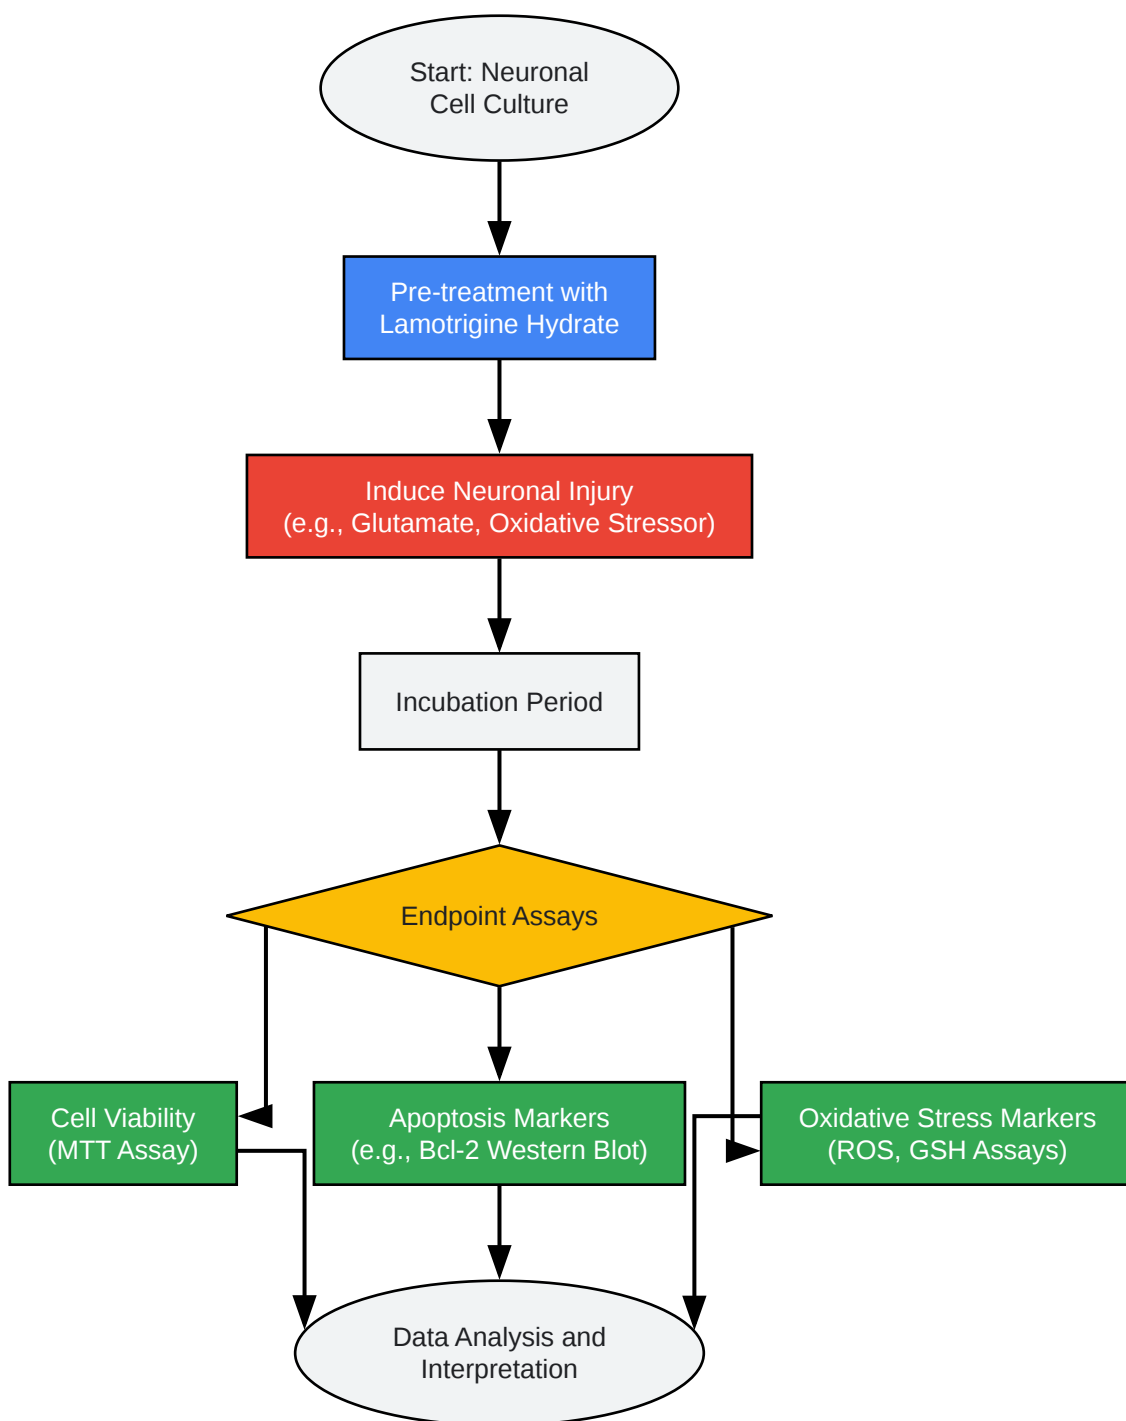 Start: Neuronal
Cell Culture
Pre-treatment with
Lamotrigine Hydrate
Induce Neuronal Injury
(e.g., Glutamate, Oxidative Stressor)
Incubation Period
Endpoint Assays
Cell Viability
(MTT Assay)
Apoptosis Markers
(e.g., Bcl-2 Western Blot)
Oxidative Stress Markers
(ROS, GSH Assays)
Data Analysis and
Interpretation